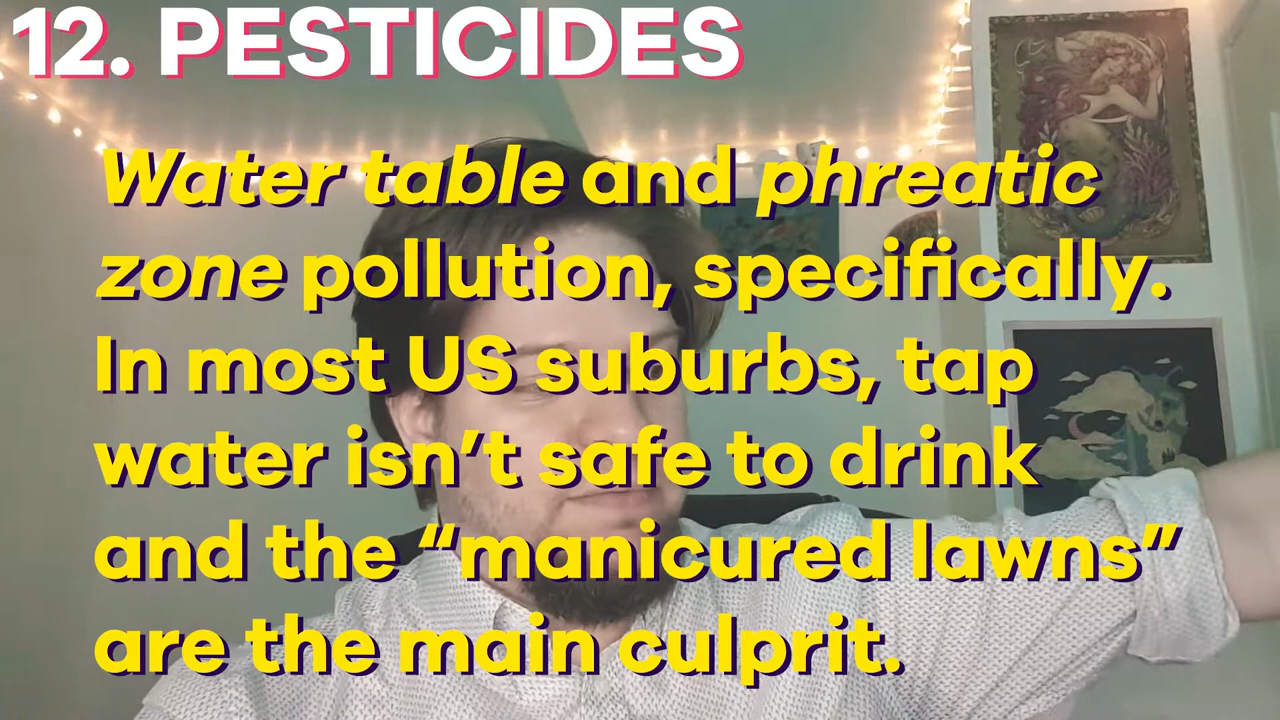 12. PESTICIDES
Water table and phreatic
zone pollution, specifically.
In most US suburbs, tap
water isn’t safe to drink
and the “manicured lawns”
are the main culprit.